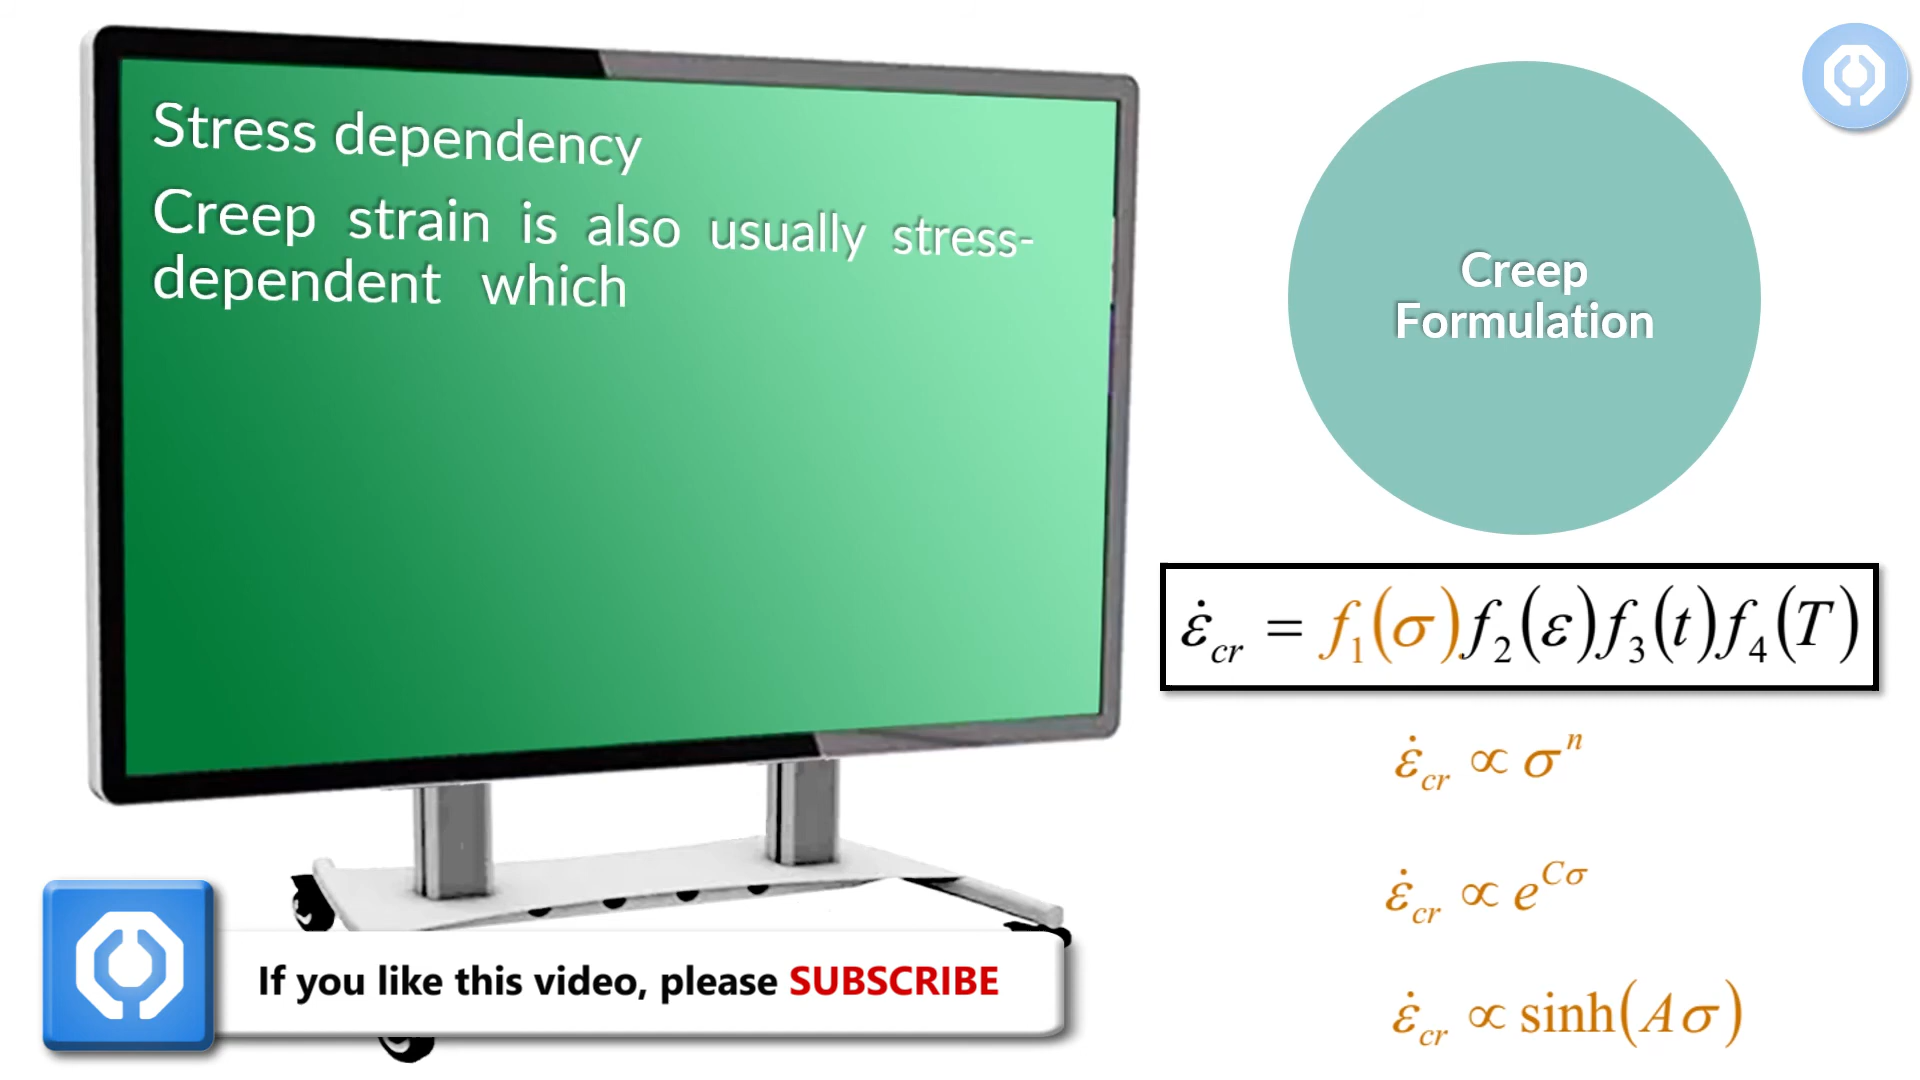 Stress dependency
Creep strain is also usually stress-
dependent which
Creep
Formulation
ε̇cr = f₁(σ)f₂(ε)f₃(t)f₄(T)
ε̇cr ∝ σⁿ
ε̇cr ∝ e^{Cσ}
ε̇cr ∝ sinh(Aσ)
If you like this video, please SUBSCRIBE